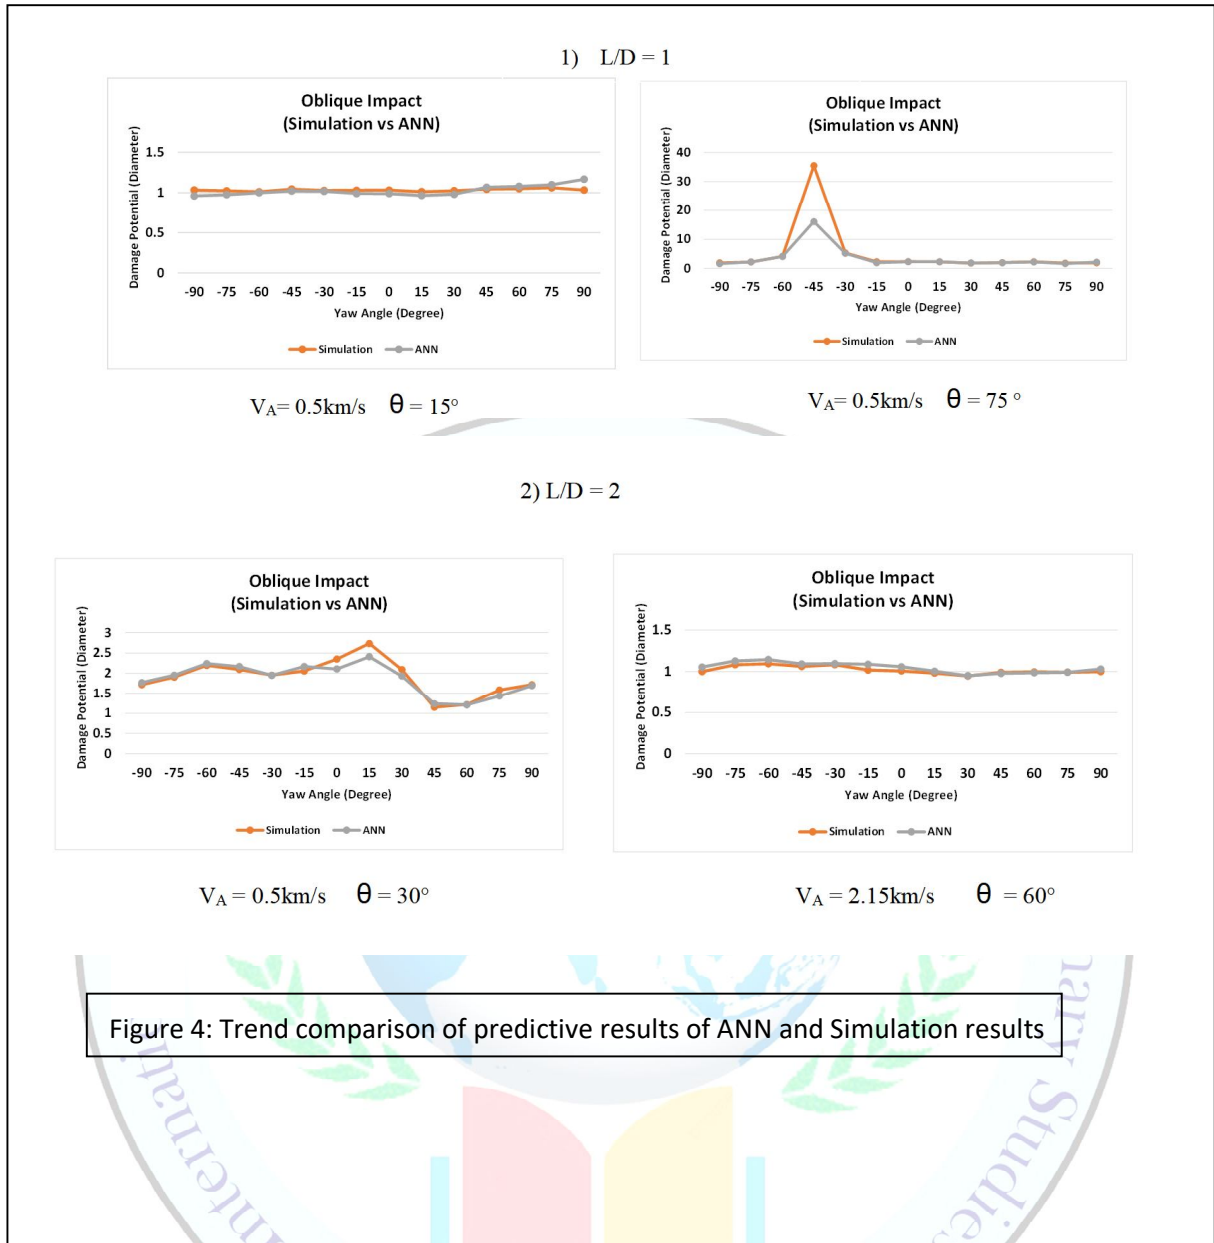 1) L/D = 1
Oblique Impact
(Simulation vs ANN)
Damage Potential (Diameter)
1.5
1
0.5
0
-90 -75 -60 -45 -30 -15 0 15 30 45 60 75 90
Yaw Angle (Degree)
Simulation ANN
V_A= 0.5km/s θ = 15°
Oblique Impact
(Simulation vs ANN)
Damage Potential (Diameter)
40
30
20
10
0
-90 -75 -60 -45 -30 -15 0 15 30 45 60 75 90
Yaw Angle (Degree)
Simulation ANN
V_A= 0.5km/s θ = 75 °
2) L/D = 2
Oblique Impact
(Simulation vs ANN)
Damage Potential (Diameter)
3
2.5
2
1.5
1
0.5
0
-90 -75 -60 -45 -30 -15 0 15 30 45 60 75 90
Yaw Angle (Degree)
Simulation ANN
V_A = 0.5km/s θ = 30°
Oblique Impact
(Simulation vs ANN)
Damage Potential (Diameter)
1.5
1
0.5
0
-90 -75 -60 -45 -30 -15 0 15 30 45 60 75 90
Yaw Angle (Degree)
Simulation ANN
V_A = 2.15km/s θ = 60°
Figure 4: Trend comparison of predictive results of ANN and Simulation results